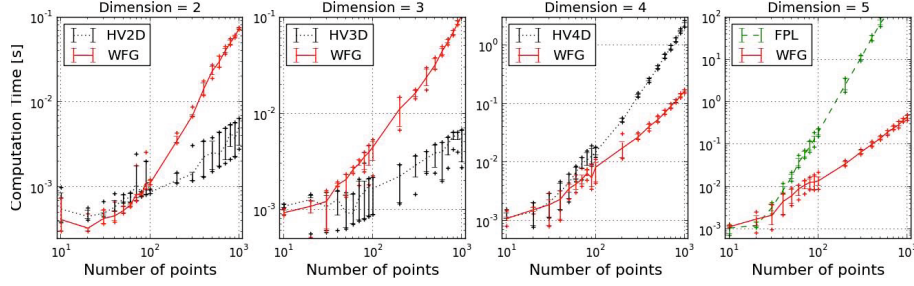 Dimension = 2
Dimension = 3
Dimension = 4
Dimension = 5
Computation Time [s]
10⁻¹
10⁻²
10⁻³
HV2D
WFG
10¹
10²
10³
Number of points
10⁻¹
10⁻²
10⁻³
HV3D
WFG
10¹
10²
10³
Number of points
10⁰
10⁻¹
10⁻²
10⁻³
HV4D
WFG
10¹
10²
10³
Number of points
10²
10¹
10⁰
10⁻¹
10⁻²
10⁻³
FPL
WFG
10¹
10²
10³
Number of points